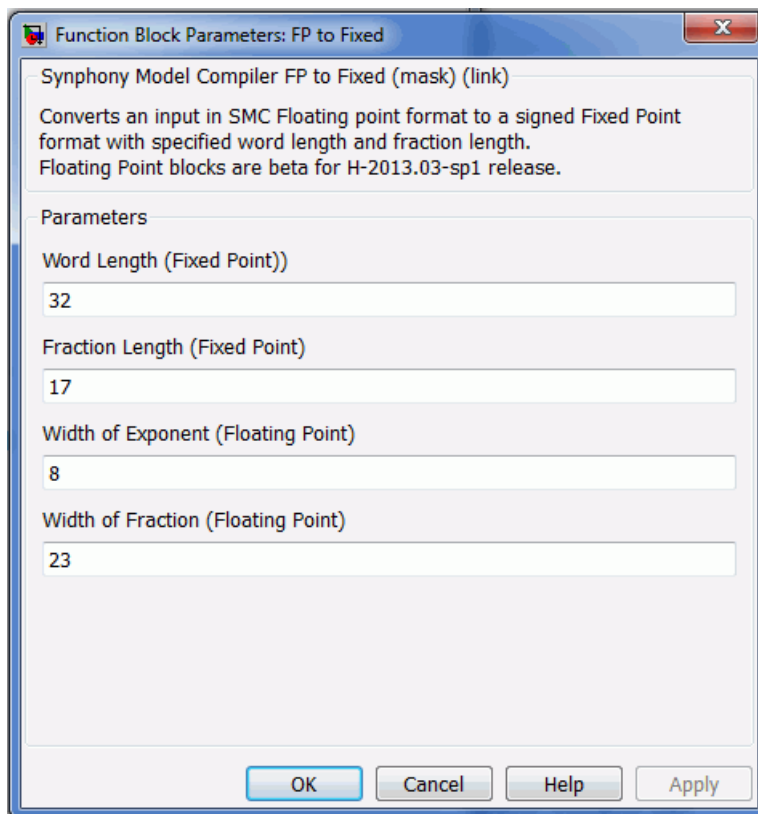 Function Block Parameters: FP to Fixed
Synphony Model Compiler FP to Fixed (mask) (link)
Converts an input in SMC Floating point format to a signed Fixed Point
format with specified word length and fraction length.
Floating Point blocks are beta for H-2013.03-sp1 release.
Parameters
Word Length (Fixed Point))
32
Fraction Length (Fixed Point)
17
Width of Exponent (Floating Point)
8
Width of Fraction (Floating Point)
23
OK Cancel Help Apply